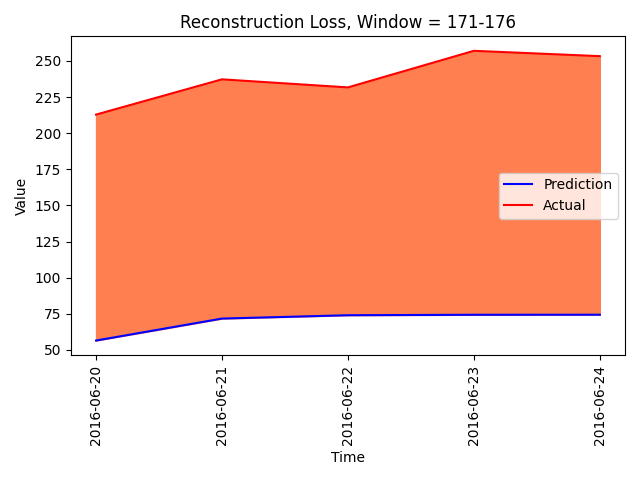 Reconstruction Loss, Window = 171-176
250
225
200
175
150
125
100
75
50
Value
Prediction
Actual
2016-06-20
2016-06-21
2016-06-22
2016-06-23
2016-06-24
Time